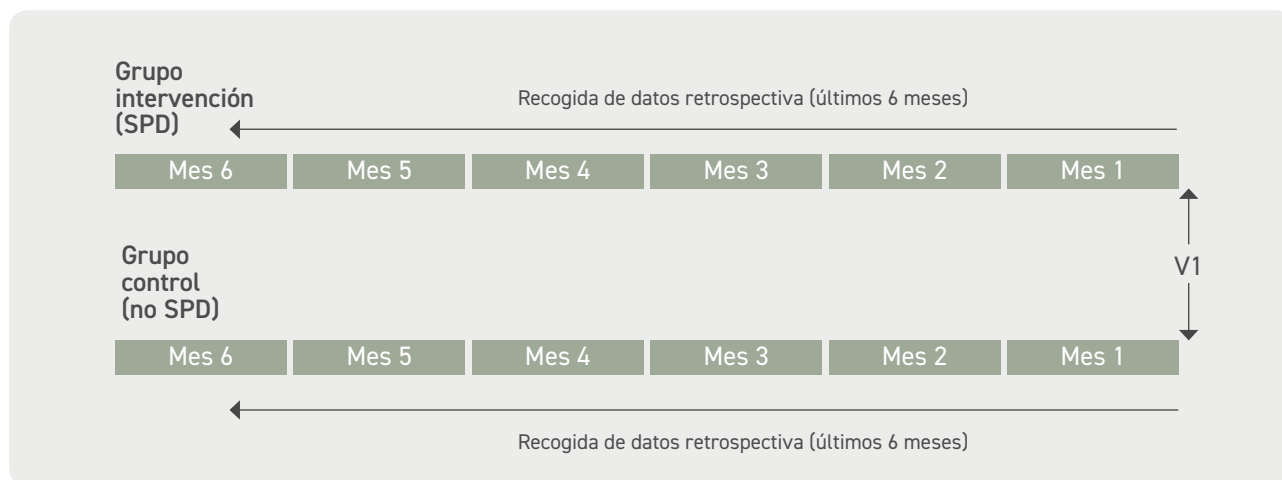 Grupo
intervención
(SPD)
Recogida de datos retrospectiva (últimos 6 meses)
Mes 6 Mes 5 Mes 4 Mes 3 Mes 2 Mes 1
V1
Grupo
control
(no SPD)
Mes 6 Mes 5 Mes 4 Mes 3 Mes 2 Mes 1
Recogida de datos retrospectiva (últimos 6 meses)